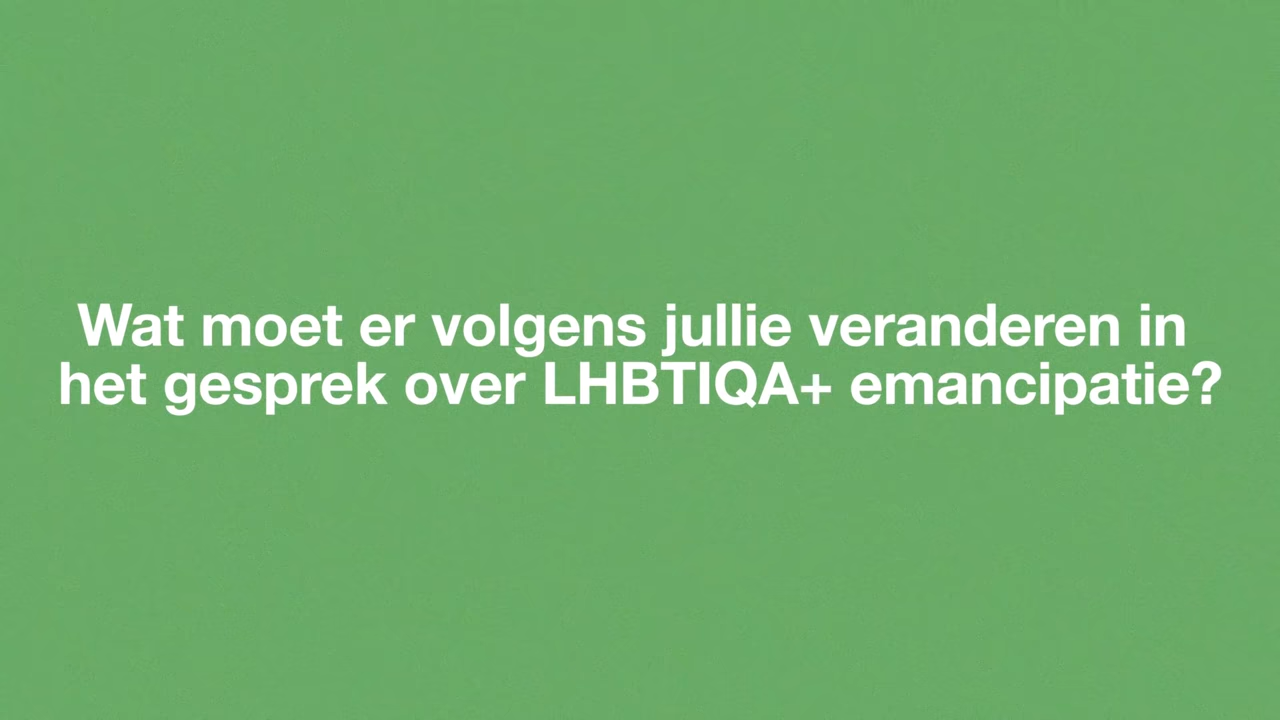 Wat moet er volgens jullie veranderen in
het gesprek over LHBTIQA+ emancipatie?